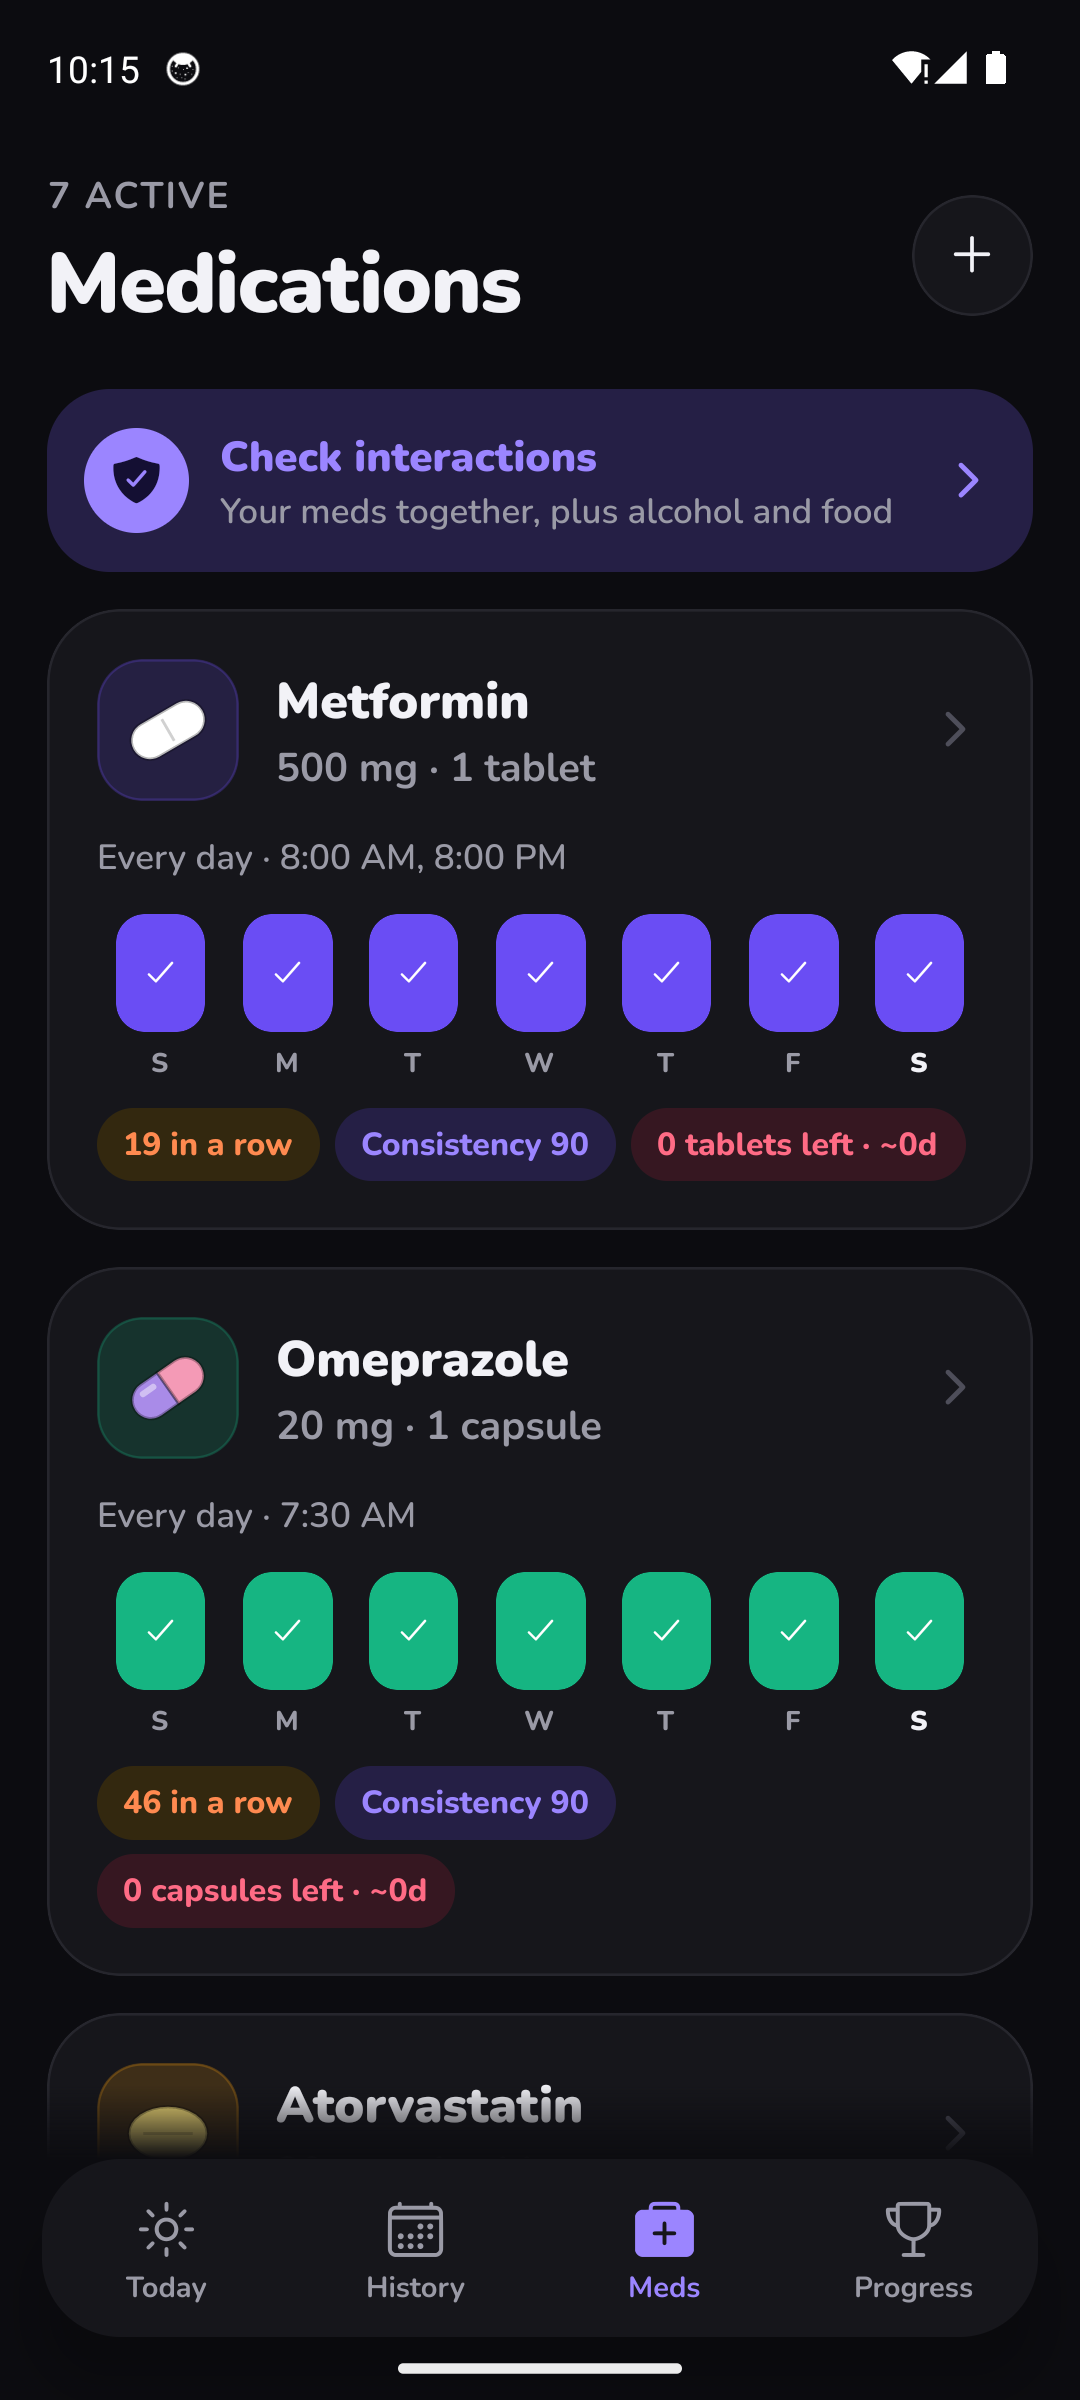 10:15
7 ACTIVE
Medications
Check interactions
Your meds together, plus alcohol and food
Metformin
500 mg · 1 tablet
Every day · 8:00 AM, 8:00 PM
S M T W T F S
19 in a row Consistency 90 0 tablets left · ~0d
Omeprazole
20 mg · 1 capsule
Every day · 7:30 AM
S M T W T F S
46 in a row Consistency 90
0 capsules left · ~0d
Atorvastatin
Today History Meds Progress